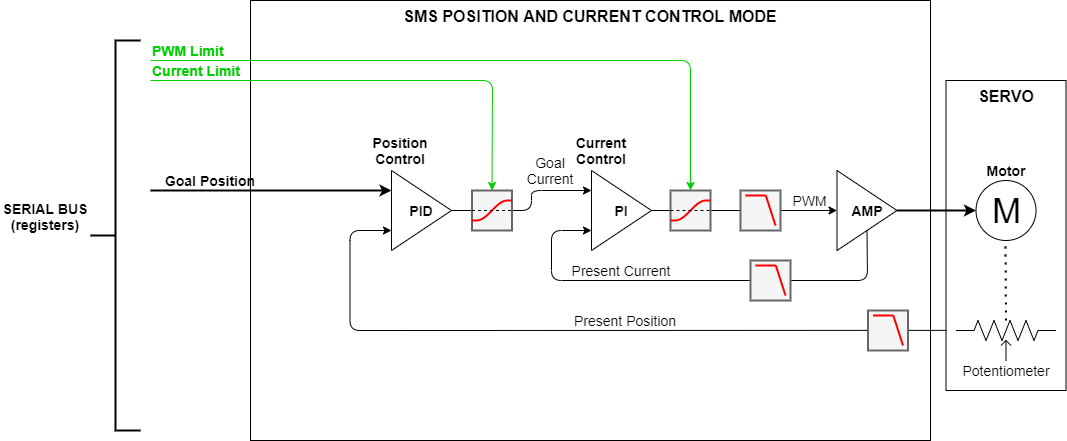 SMS POSITION AND CURRENT CONTROL MODE
PWM Limit
Current Limit
SERVO
Position
Control
Current
Control
Goal
Current
Motor
Goal Position
SERIAL BUS
(registers)
PID
PI
PWM
AMP
M
Present Current
Present Position
Potentiometer